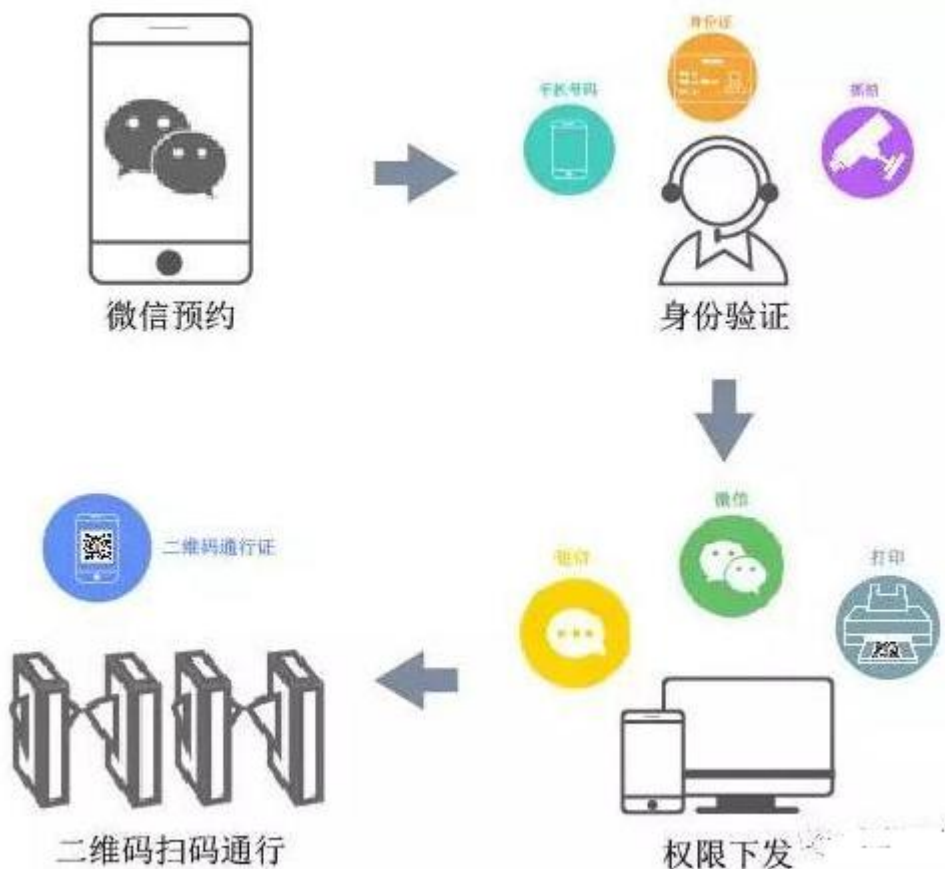 身份证
手机号码
抓拍
微信预约
身份验证
微信
二维码通行证
短信
打印
二维码扫码通行
权限下发